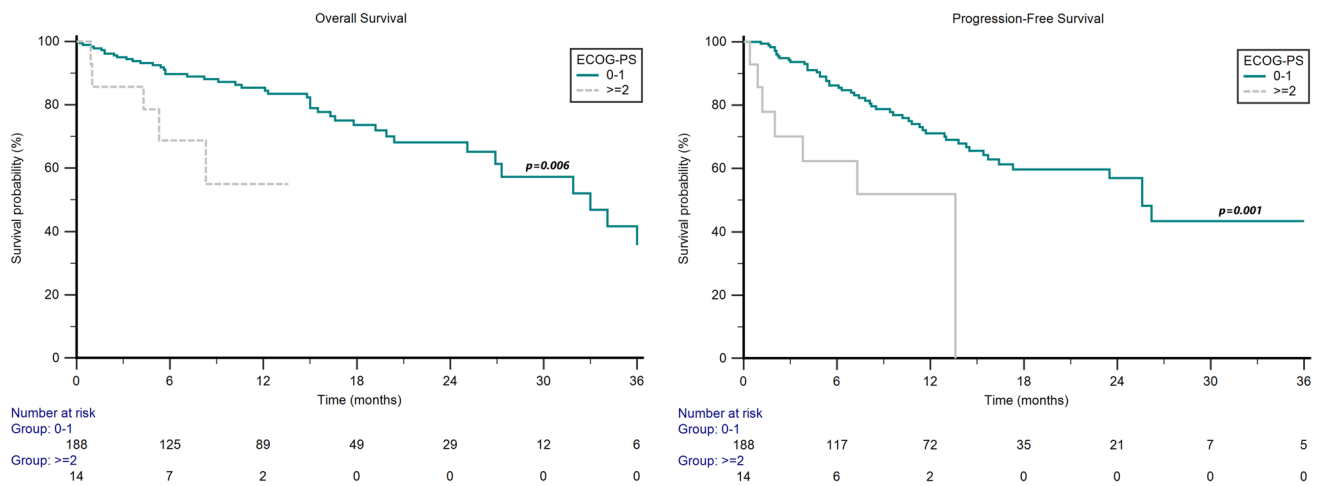 Overall Survival
Survival probability (%)
100
80
60
40
20
0
ECOG-PS
0-1
>=2
p=0.006
0 6 12 18 24 30 36
Time (months)
Number at risk
Group: 0-1
188 125 89 49 29 12 6
Group: >=2
14 7 2 0 0 0 0
Progression-Free Survival
Survival probability (%)
100
80
60
40
20
0
ECOG-PS
0-1
>=2
p=0.001
0 6 12 18 24 30 36
Time (months)
Number at risk
Group: 0-1
188 117 72 35 21 7 5
Group: >=2
14 6 2 0 0 0 0